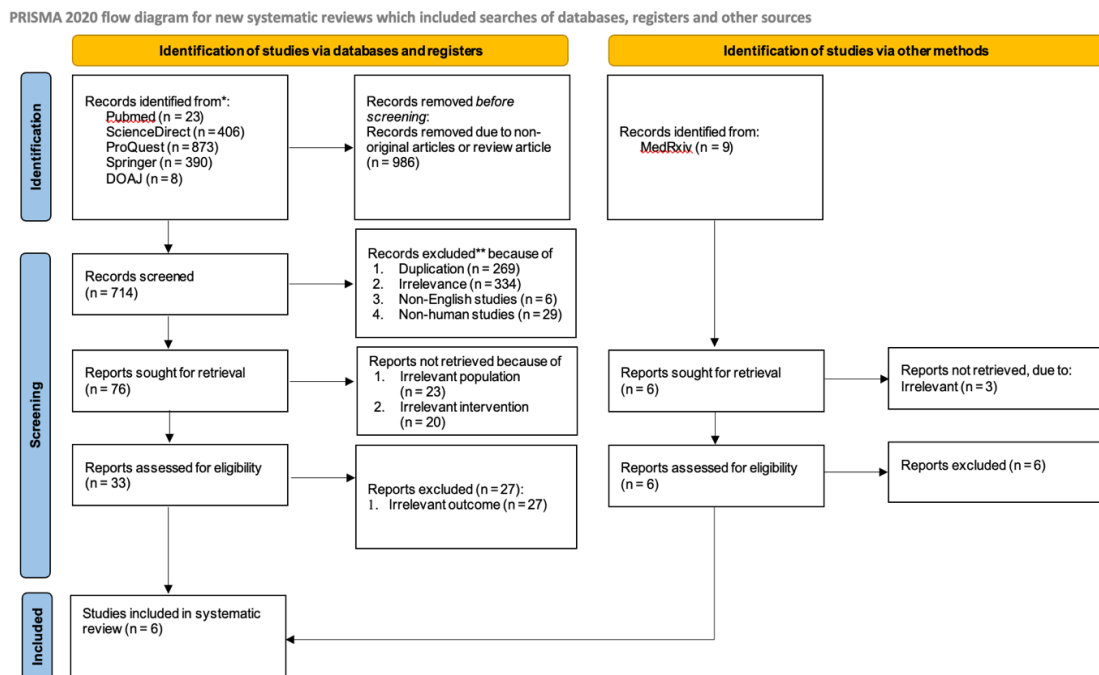 PRISMA 2020 flow diagram for new systematic reviews which included searches of databases, registers and other sources
Identification of studies via databases and registers
Identification of studies via other methods
Identification
Records identified from*:
Pubmed (n = 23)
ScienceDirect (n = 406)
ProQuest (n = 873)
Springer (n = 390)
DOAJ (n = 8)
Records removed before
screening:
Records removed due to non-
original articles or review article
(n = 986)
Records identified from:
MedRxiv (n = 9)
Screening
Records screened
(n = 714)
Records excluded** because of
1. Duplication (n = 269)
2. Irrelevance (n = 334)
3. Non-English studies (n = 6)
4. Non-human studies (n = 29)
Reports sought for retrieval
(n = 76)
Reports not retrieved because of
1. Irrelevant population
(n = 23)
2. Irrelevant intervention
(n = 20)
Reports sought for retrieval
(n = 6)
Reports not retrieved, due to:
Irrelevant (n = 3)
Reports assessed for eligibility
(n = 33)
Reports excluded (n = 27):
1. Irrelevant outcome (n = 27)
Reports assessed for eligibility
(n = 6)
Reports excluded (n = 6)
Included
Studies included in systematic
review (n = 6)